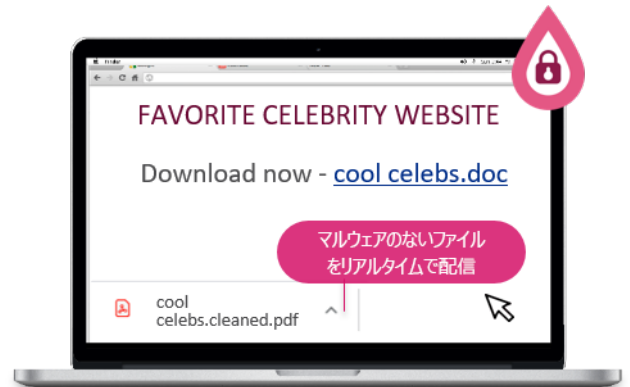 FAVORITE CELEBRITY WEBSITE
Download now - cool celebs.doc
マルウェアのないファイル
をリアルタイムで配信
cool
celebs.cleaned.pdf